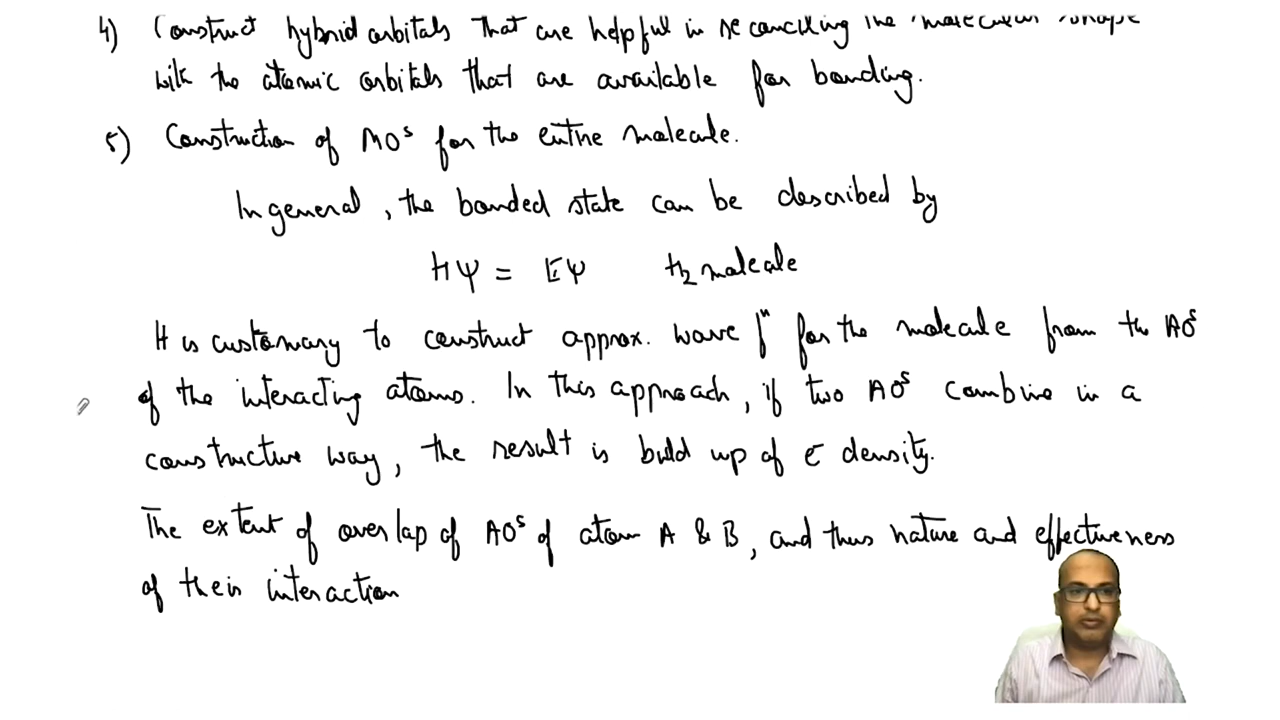 4) Construct hybrid orbitals that are helpful in reconciling the molecular shape
with the atomic orbitals that are available for bonding.
5) Construction of MOˢ for the entire molecule.
In general, the bonded state can be described by
Hψ = Eψ H₂ molecule
It is customary to construct approx. wave fⁿ for the molecule from the AOˢ
of the interacting atoms. In this approach, if two AOˢ combine in a
constructive way, the result is build up of e⁻ density.
The extent of overlap of AOˢ of atom A & B, and thus nature and effectiveness
of their interaction